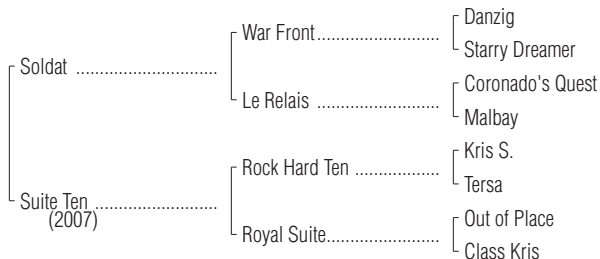 Danzig
War Front..................
Starry Dreamer
Soldat .....................
Coronado's Quest
Le Relais ..................
Malbay
Kris S.
Rock Hard Ten ............
Tersa
Suite Ten ..................
(2007)
Out of Place
Royal Suite................
Class Kris